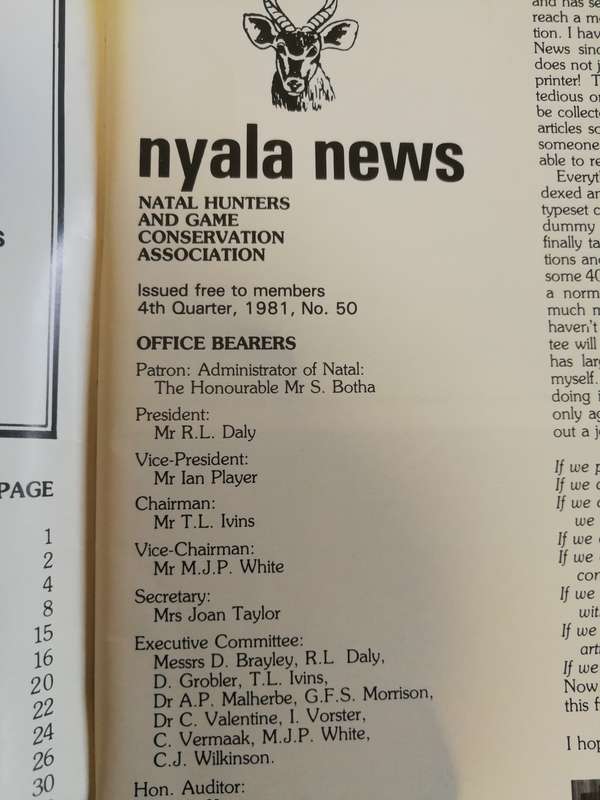 S
PAGE
1
2
4
8
15
16
20
22
24
26
30
nyala news
NATAL HUNTERS
AND GAME
CONSERVATION
ASSOCIATION
Issued free to members
4th Quarter, 1981, No. 50
OFFICE BEARERS
Patron: Administrator of Natal:
The Honourable Mr S. Botha
President:
Mr R.L. Daly
Vice-President:
Mr Ian Player
Chairman:
Mr T.L. Ivins
Vice-Chairman:
Mr M.J.P. White
Secretary:
Mrs Joan Taylor
Executive Committee:
Messrs D. Brayley, R.L Daly,
D. Grobler, T.L. Ivins,
Dr A.P. Malherbe, G.F.S. Morrison,
Dr C. Valentine, I. Vorster,
C. Vermaak, M.J.P. White,
C.J. Wilkinson.
Hon. Auditor:
and has se
reach a m
tion. I hav
News sinc
does not j
printer! T
tedious or
be collect
articles so
someone
able to re
Everyt
dexed an
typeset c
dummy
finally ta
tions and
some 40
a norm
much m
haven't
tee will
has larg
myself.
doing i
only ag
out a j
If we p
If we c
If we c
we
If we
If we
con
If we
wit
If we
art
If we
Now
this f
I hop